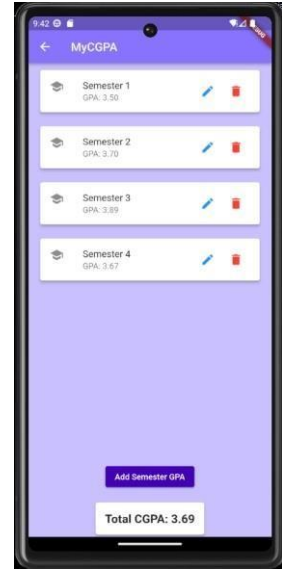 9.42
MyCGPA
Semester 1
GPA: 3.50
Semester 2
GPA: 3.70
Semester 3
GPA: 3.89
Semester 4
GPA: 3.67
Add Semester GPA
Total CGPA: 3.69